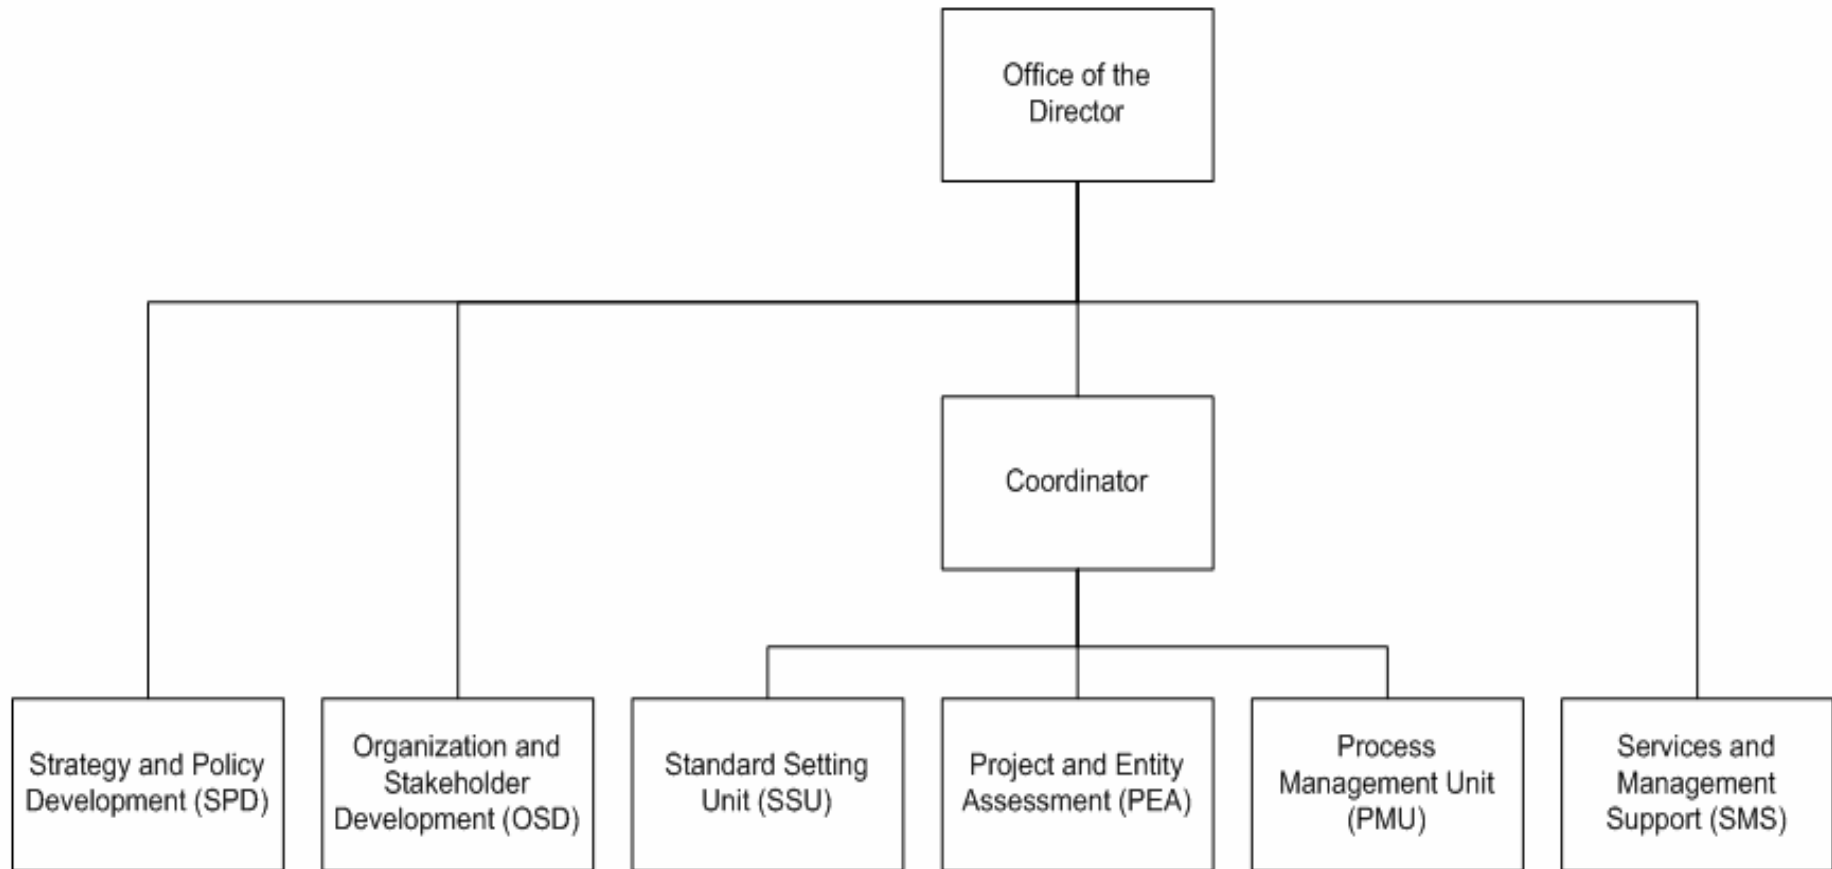 Office of the
Director
Coordinator
Strategy and Policy
Development (SPD)
Organization and
Stakeholder
Development (OSD)
Standard Setting
Unit (SSU)
Project and Entity
Assessment (PEA)
Process
Management Unit
(PMU)
Services and
Management
Support (SMS)